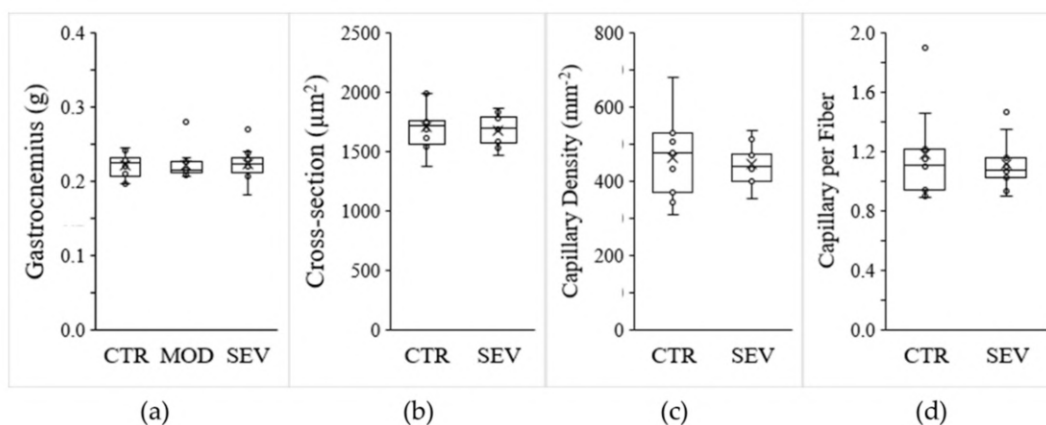 Gastrocnemius (g)
0.4
0.3
0.2
0.1
0.0
CTR MOD SEV
(a)
Cross-section (µm²)
2500
2000
1500
1000
500
0
CTR SEV
(b)
Capillary Density (mm⁻²)
800
600
400
200
0
CTR SEV
(c)
Capillary per Fiber
2.0
1.6
1.2
0.8
0.4
0.0
CTR SEV
(d)